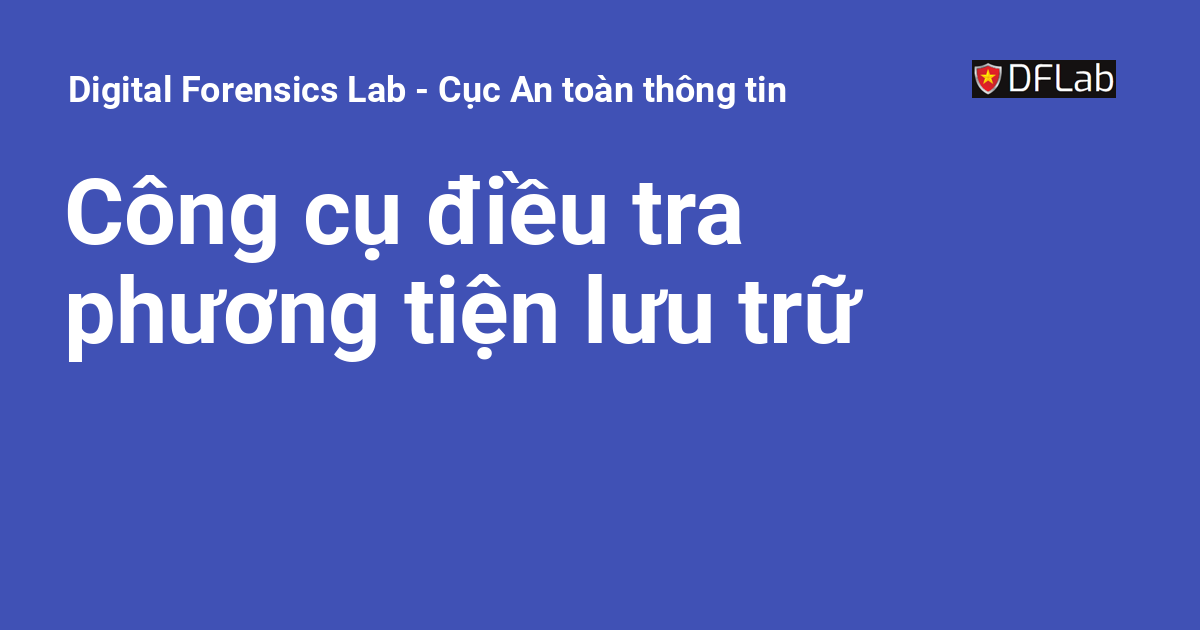 Digital Forensics Lab - Cục An toàn thông tin
DFLab
Công cụ điều tra
phương tiện lưu trữ